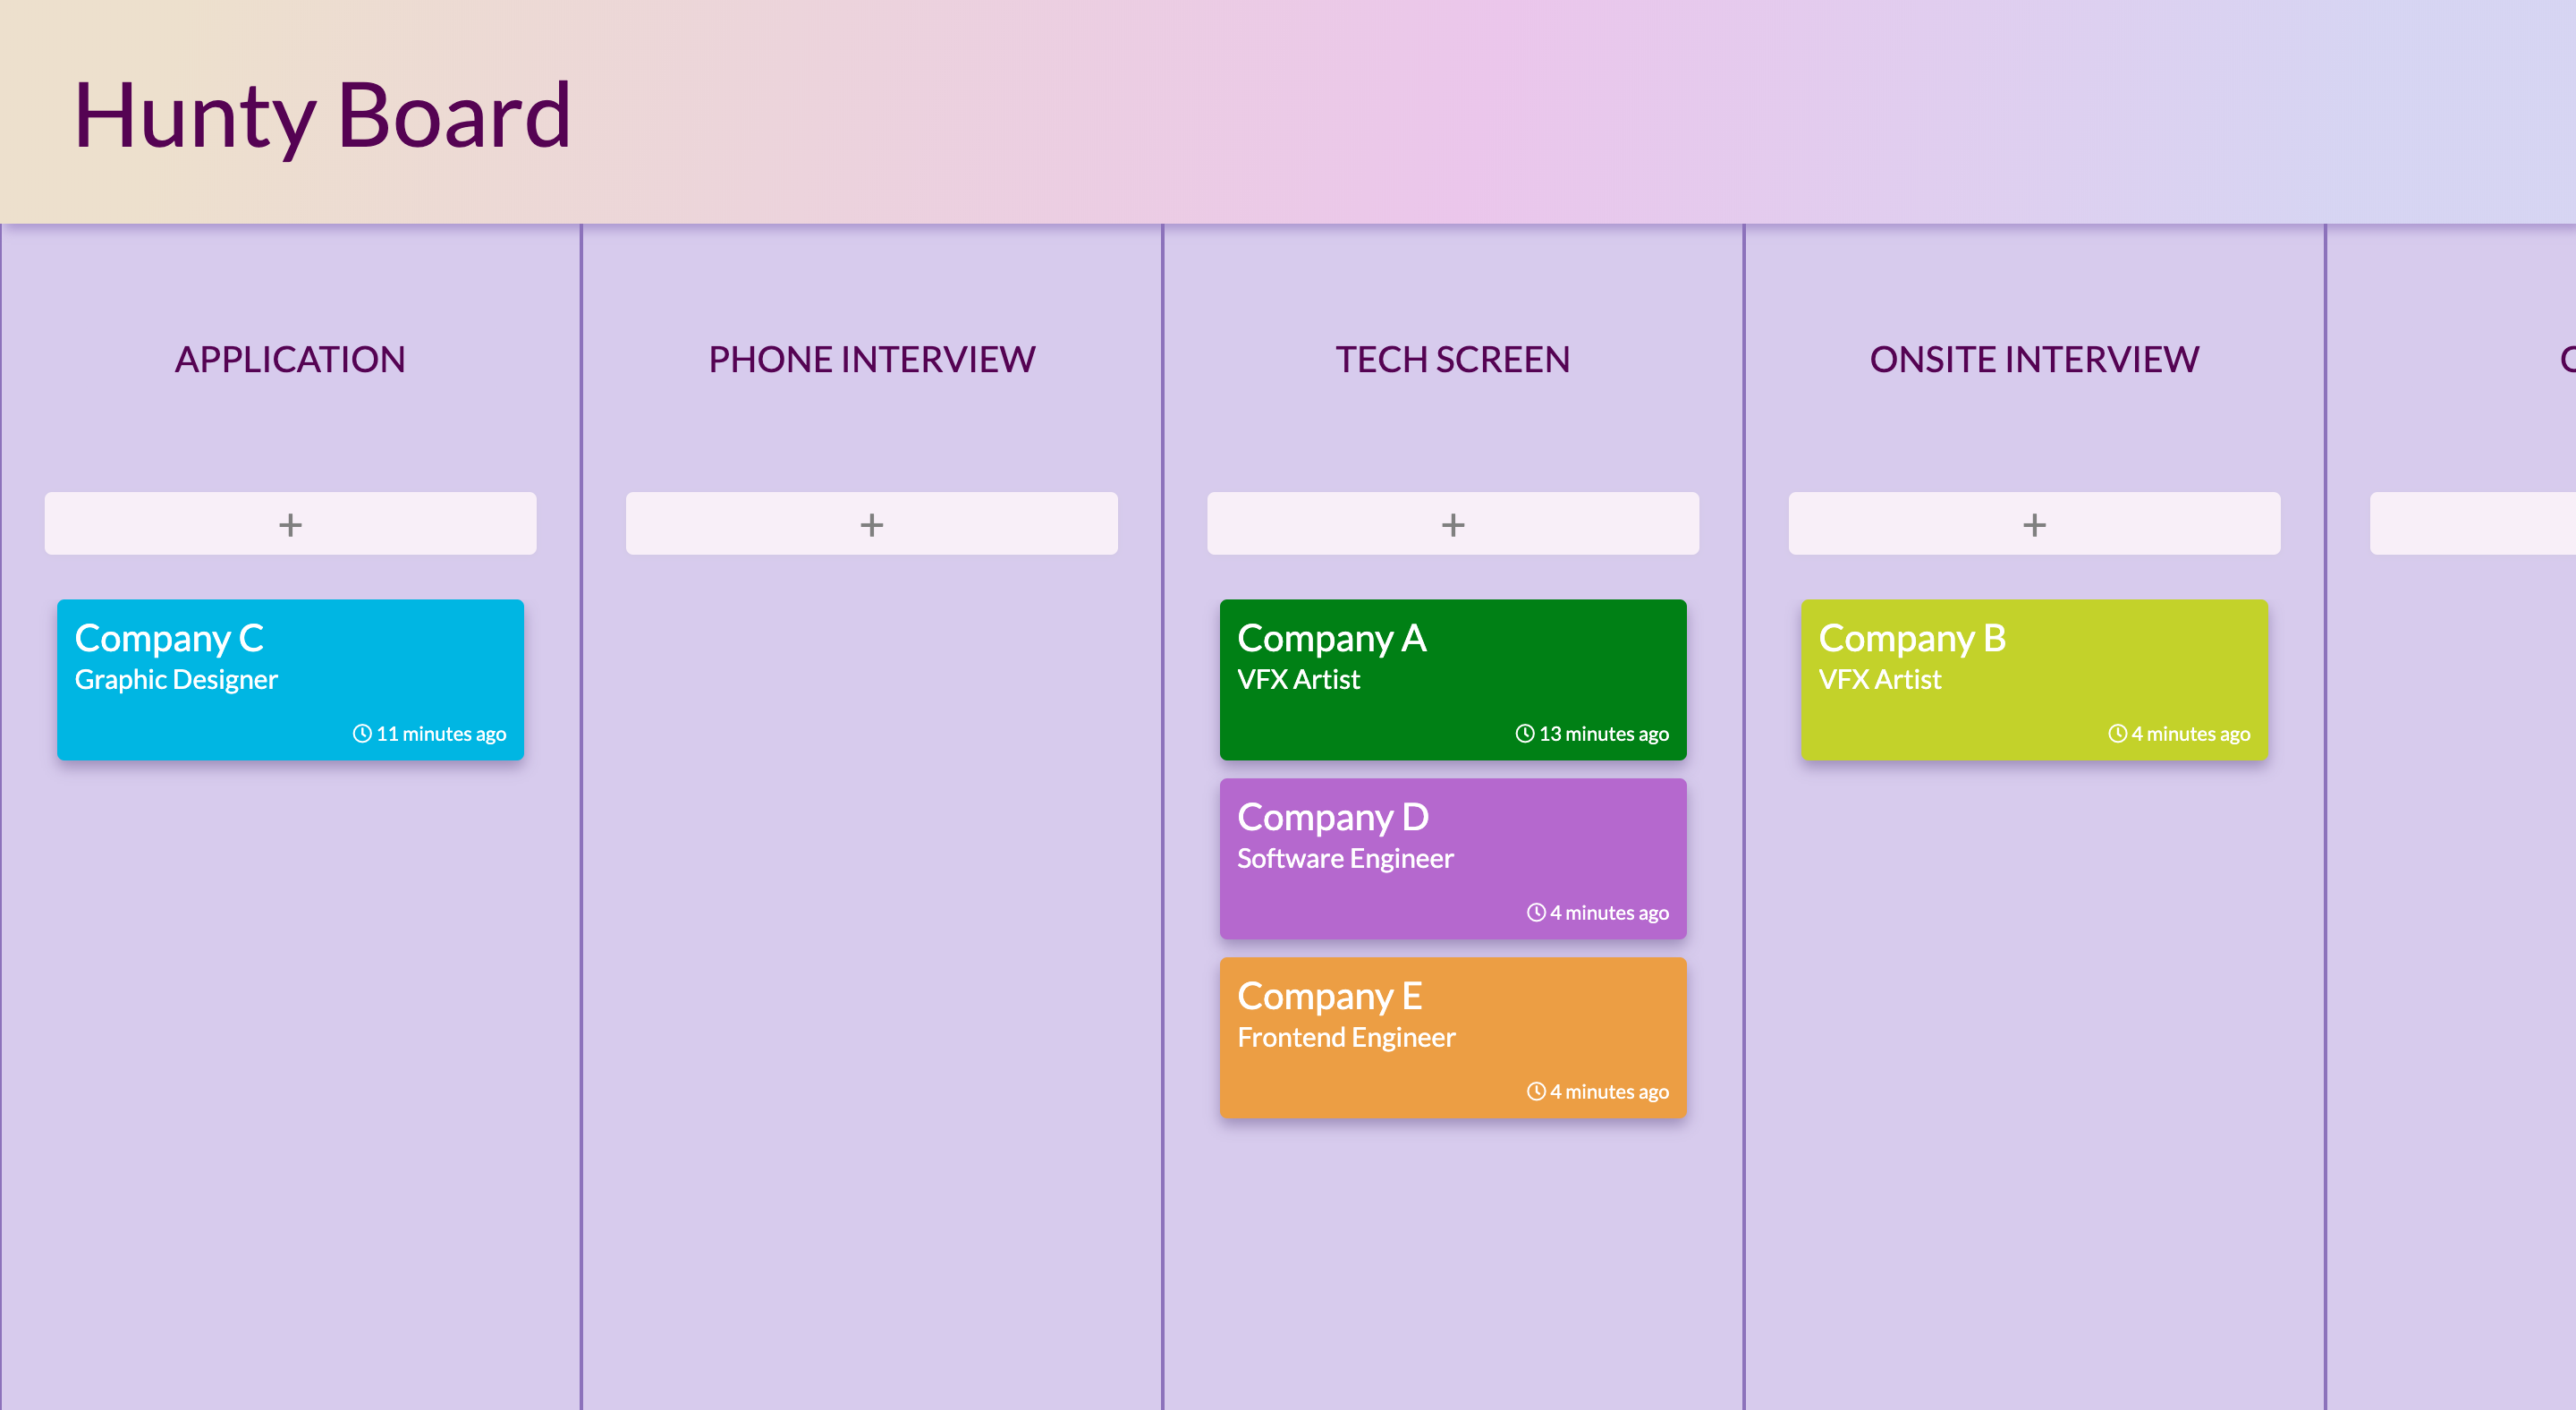 Hunty Board
APPLICATION
+
Company C
Graphic Designer
11 minutes ago
PHONE INTERVIEW
+
TECH SCREEN
+
Company A
VFX Artist
13 minutes ago
Company D
Software Engineer
4 minutes ago
Company E
Frontend Engineer
4 minutes ago
ONSITE INTERVIEW
+
Company B
VFX Artist
4 minutes ago